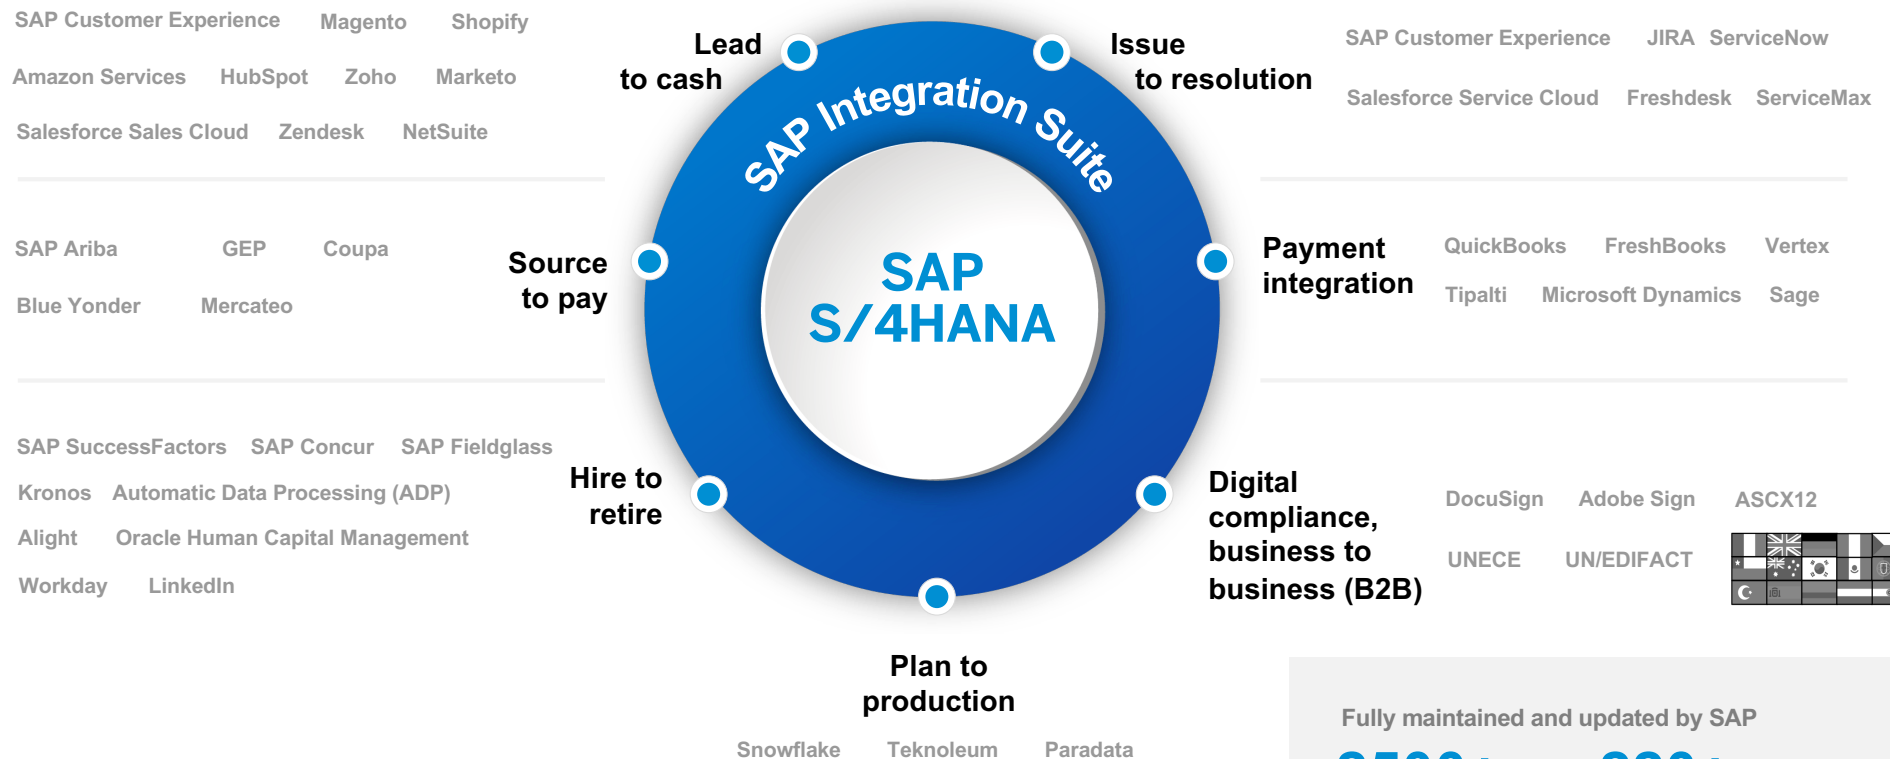 SAP Customer Experience Magento Shopify
Amazon Services HubSpot Zoho Marketo
Salesforce Sales Cloud Zendesk NetSuite
Lead
to cash
Issue
to resolution
SAP Customer Experience JIRA ServiceNow
Salesforce Service Cloud Freshdesk ServiceMax
SAP Integration Suite
SAP
S/4HANA
SAP Ariba GEP Coupa
Blue Yonder Mercateo
Source
to pay
Payment
integration
QuickBooks FreshBooks Vertex
Tipalti Microsoft Dynamics Sage
SAP SuccessFactors SAP Concur SAP Fieldglass
Kronos Automatic Data Processing (ADP)
Alight Oracle Human Capital Management
Workday LinkedIn
Hire to
retire
Digital
compliance,
business to
business (B2B)
DocuSign Adobe Sign ASCX12
UNECE UN/EDIFACT
Plan to
production
Snowflake Teknoleum Paradata
Fully maintained and updated by SAP